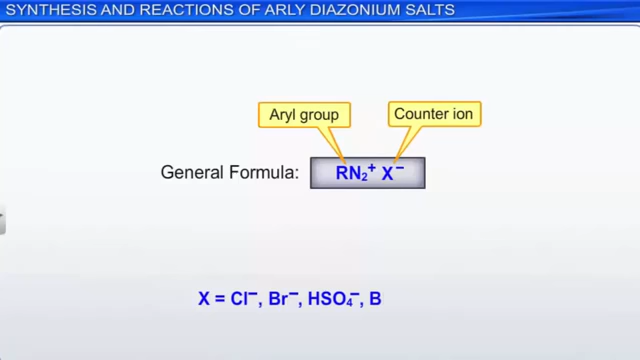 SYNTHESIS AND REACTIONS OF ARLY DIAZONIUM SALTS
Aryl group
Counter ion
General Formula: RN₂⁺ X⁻
X = Cl⁻, Br⁻, HSO₄⁻, B